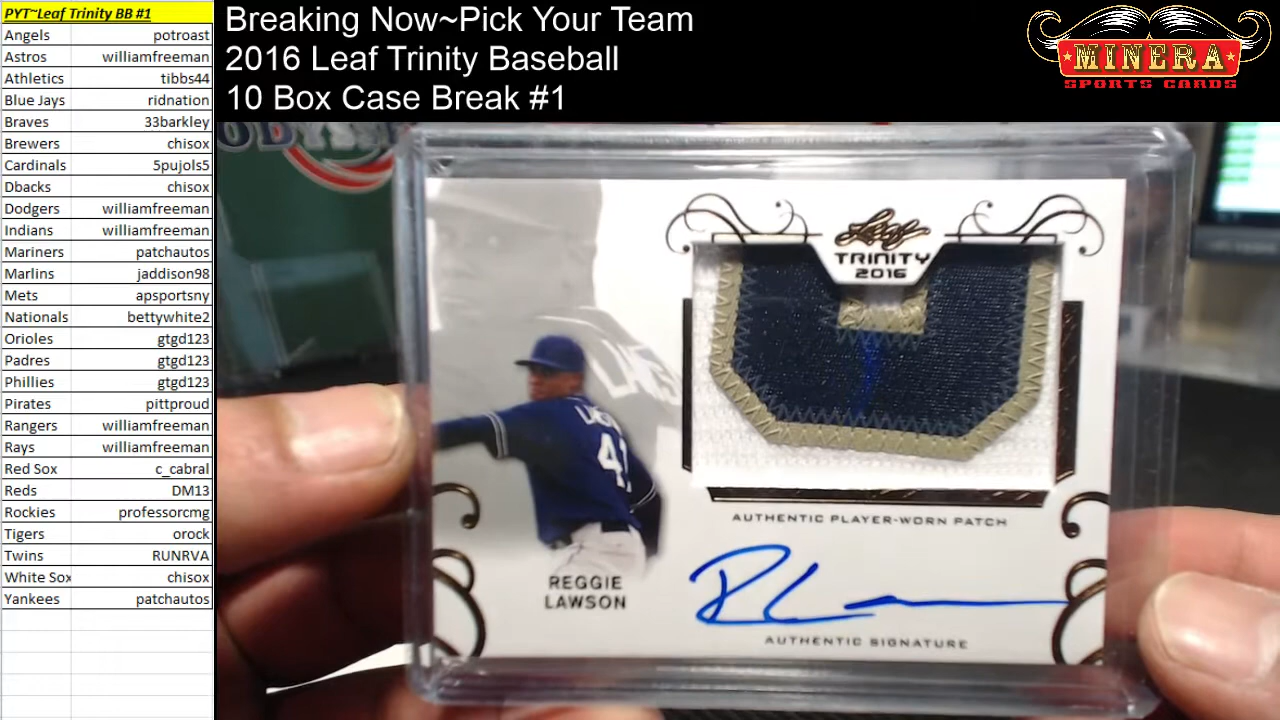 PYT~Leaf Trinity BB #1
Angels potroast
Astros williamfreeman
Athletics tibbs44
Blue Jays ridnation
Braves 33barkley
Brewers chisox
Cardinals 5pujols5
Dbacks chisox
Dodgers williamfreeman
Indians williamfreeman
Mariners patchautos
Marlins jaddison98
Mets apsportsny
Nationals bettywhite2
Orioles gtgd123
Padres gtgd123
Phillies gtgd123
Pirates pittproud
Rangers williamfreeman
Rays williamfreeman
Red Sox c_cabral
Reds DM13
Rockies professorcmg
Tigers orock
Twins RUNRVA
White Sox chisox
Yankees patchautos
Breaking Now~Pick Your Team
2016 Leaf Trinity Baseball
10 Box Case Break #1
MINERA
SPORTS CARDS
Leaf
TRINITY
2016
41
AUTHENTIC PLAYER-WORN PATCH
REGGIE
LAWSON
AUTHENTIC SIGNATURE